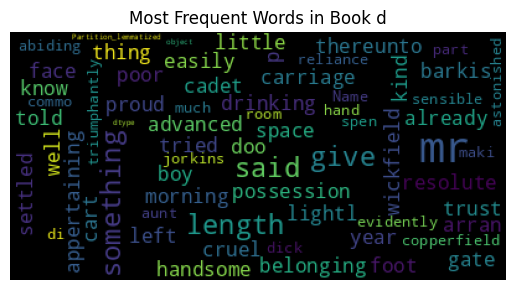 Most Frequent Words in Book d
abiding Partition_lemmatized object little thereunto part astonished
thing easily p reliance
face poor cadet carriage kind barkis
know triumphantly proud drinking Name sensible
commo much room hand spen
told dtype advanced space already
well tried doo wickfield mr maki
settled appertaining cart something jorkins said give
boy possession resolute
morning length lightl trust
aunt year evidently arran
di left cruel dick copperfield
handsome belonging foot gate